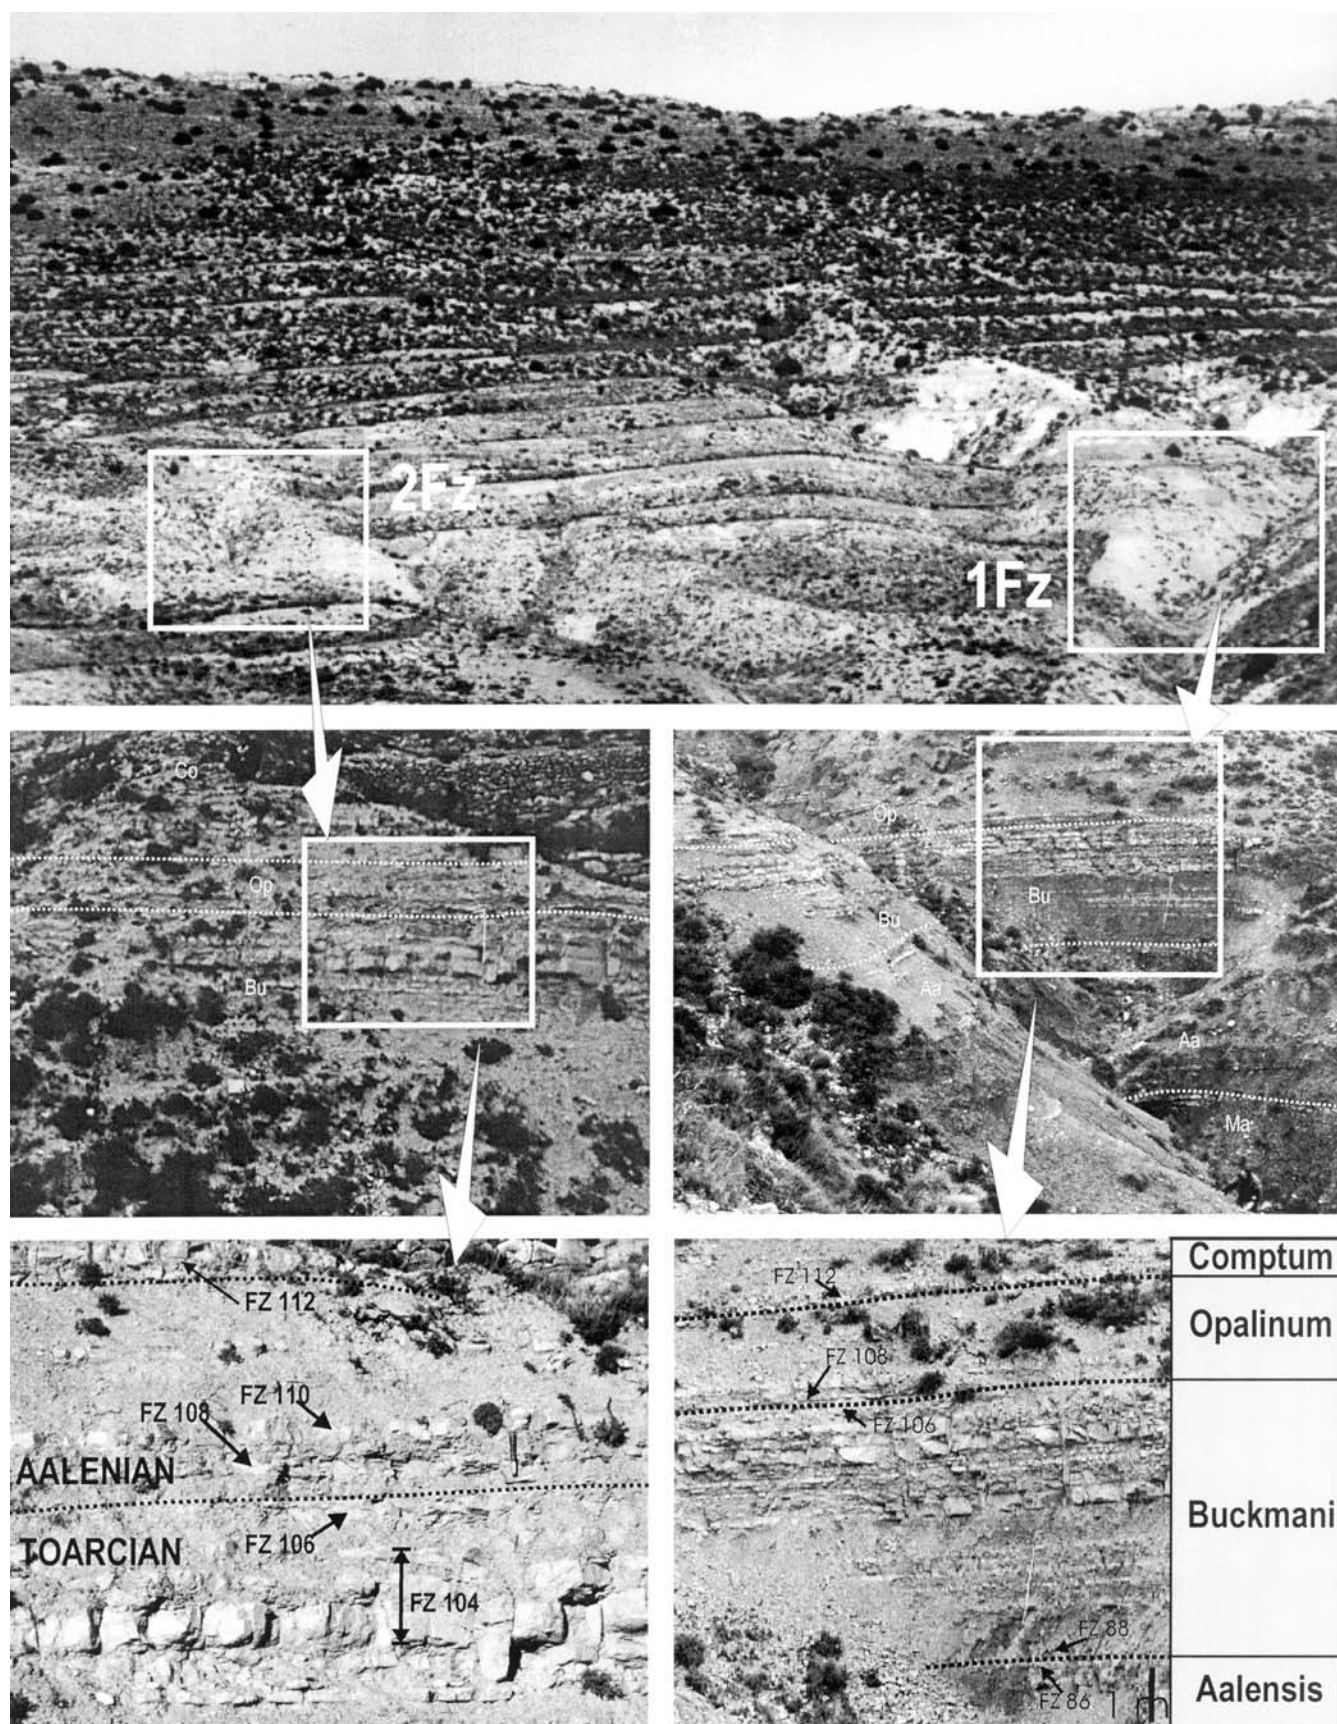 2Fz
1Fz
Co
Op
Bu
Op
Bu
Bu
Aa
Aa
Ma
FZ 112
FZ 110
FZ 108
AALENIAN
FZ 106
TOARCIAN
FZ 104
FZ 112
FZ 108
FZ 106
FZ 88
FZ 86
1 m
Comptum
Opalinum
Buckmani
Aalensis